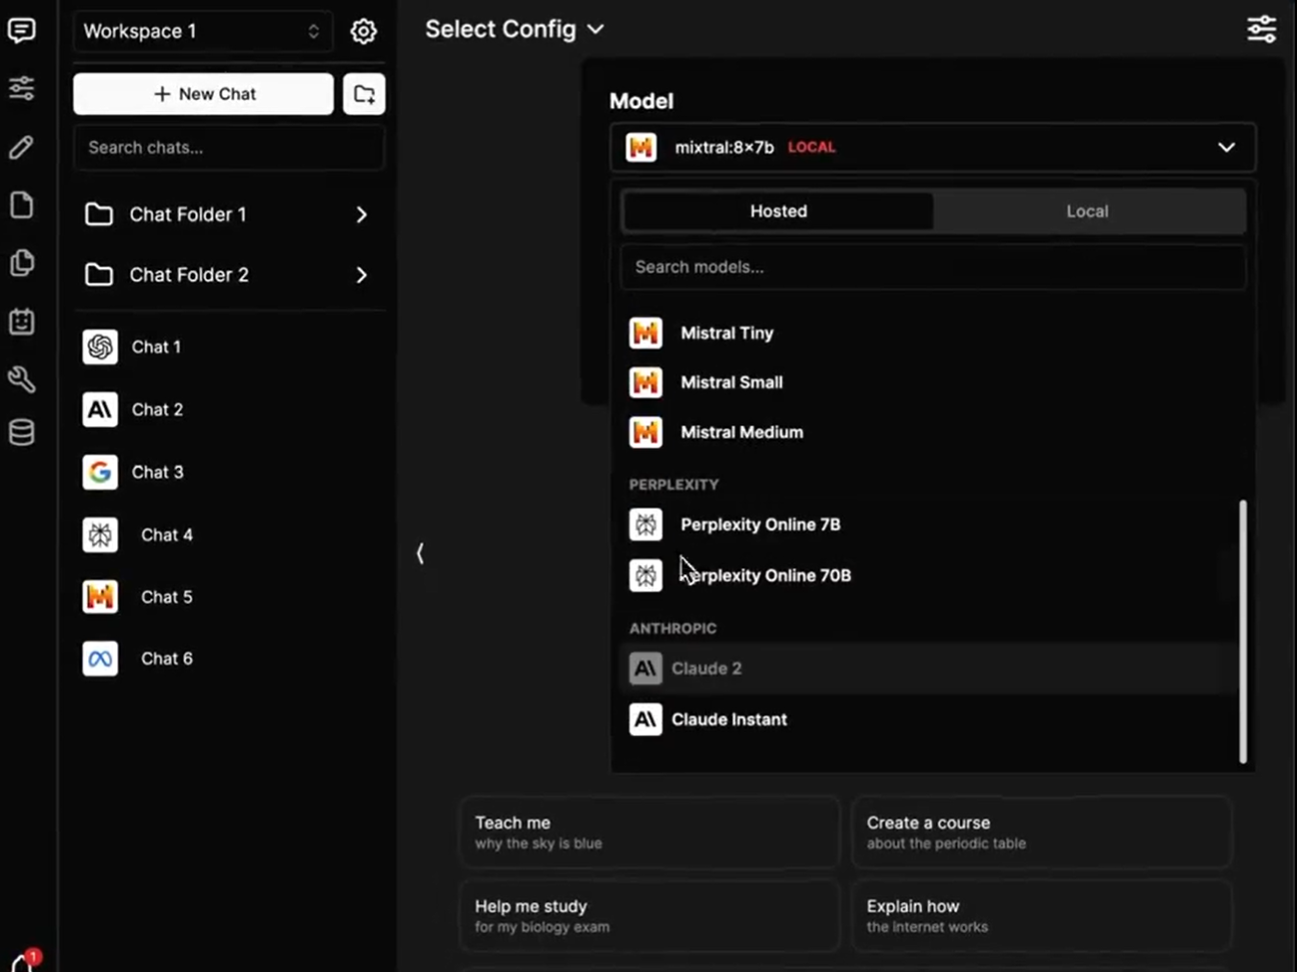 Workspace 1
+ New Chat
Search chats...
Chat Folder 1
Chat Folder 2
Chat 1
Chat 2
Chat 3
Chat 4
Chat 5
Chat 6
1
Select Config
Model
mixtral:8×7b LOCAL
Hosted Local
Search models...
Mistral Tiny
Mistral Small
Mistral Medium
PERPLEXITY
Perplexity Online 7B
Perplexity Online 70B
ANTHROPIC
Claude 2
Claude Instant
Teach me
why the sky is blue
Create a course
about the periodic table
Help me study
for my biology exam
Explain how
the internet works